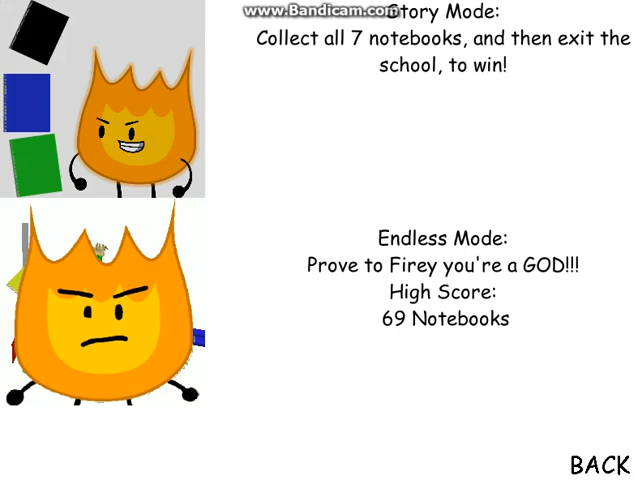 www.Bandicam.com
Story Mode:
Collect all 7 notebooks, and then exit the
school, to win!
Endless Mode:
Prove to Firey you're a GOD!!!
High Score:
69 Notebooks
BACK